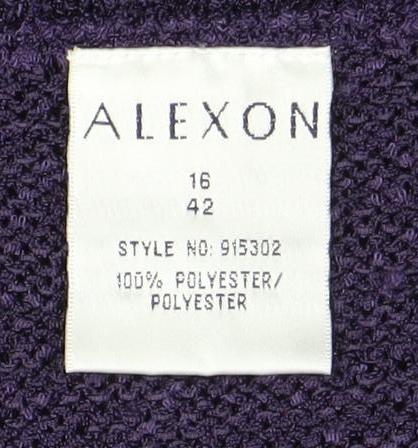 ALEXON
16
42
STYLE NO: 915302
100% POLYESTER/
POLYESTER